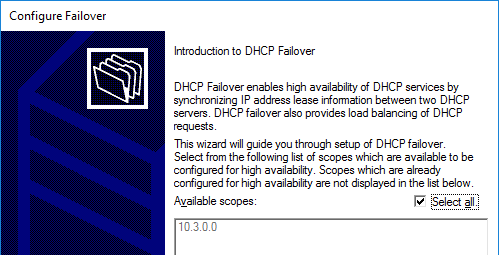 Configure Failover
Introduction to DHCP Failover
DHCP Failover enables high availability of DHCP services by
synchronizing IP address lease infomation between two DHCP
servers. DHCP failover also provides load balancing of DHCP
requests.
This wizard will guide you through setup of DHCP failover.
Select from the following list of scopes which are available to be
configured for high availability. Scopes which are already
configured for high availability are not displayed in the list below.
Available scopes:
Select all.
10.3.0.0